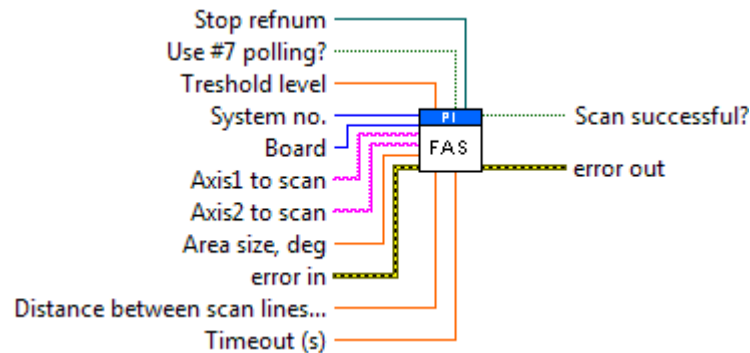 Stop refnum
Use #7 polling?
Treshold level
System no.
Board
Axis1 to scan
Axis2 to scan
Area size, deg
error in
Distance between scan lines...
Timeout (s)
PI
FAS
Scan successful?
error out